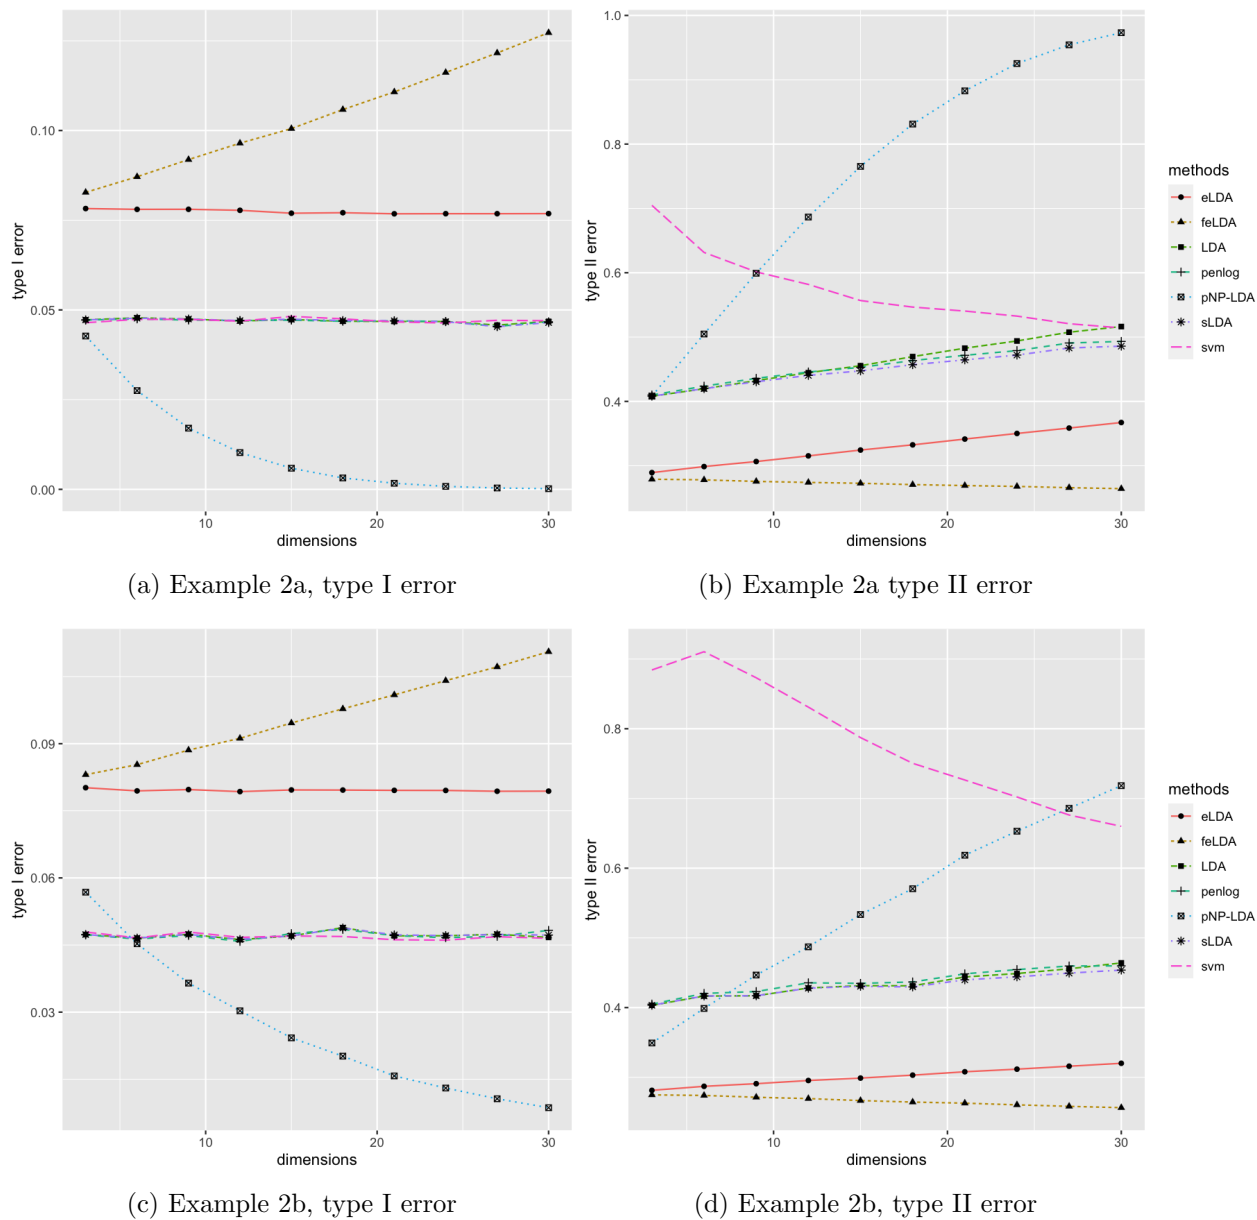 type I error
0.10
0.05
0.00
10
20
30
dimensions
(a) Example 2a, type I error
type II error
1.0
0.8
0.6
0.4
10
20
30
dimensions
(b) Example 2a type II error
methods
eLDA
feLDA
LDA
penlog
pNP-LDA
sLDA
svm
type I error
0.09
0.06
0.03
10
20
30
dimensions
(c) Example 2b, type I error
type II error
0.8
0.6
0.4
10
20
30
dimensions
(d) Example 2b, type II error
methods
eLDA
feLDA
LDA
penlog
pNP-LDA
sLDA
svm